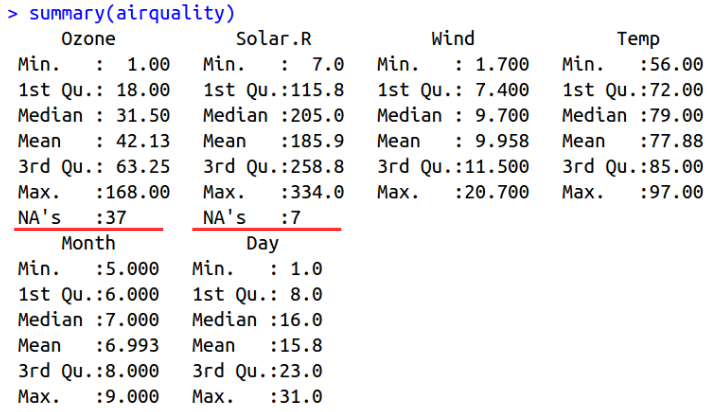 > summary(airquality)
Ozone Solar.R Wind Temp
Min. : 1.00 Min. : 7.0 Min. : 1.700 Min. :56.00
1st Qu.: 18.00 1st Qu.:115.8 1st Qu.: 7.400 1st Qu.:72.00
Median : 31.50 Median :205.0 Median : 9.700 Median :79.00
Mean : 42.13 Mean :185.9 Mean : 9.958 Mean :77.88
3rd Qu.: 63.25 3rd Qu.:258.8 3rd Qu.:11.500 3rd Qu.:85.00
Max. :168.00 Max. :334.0 Max. :20.700 Max. :97.00
NA's :37 NA's :7
Month Day
Min. :5.000 Min. : 1.0
1st Qu.:6.000 1st Qu.: 8.0
Median :7.000 Median :16.0
Mean :6.993 Mean :15.8
3rd Qu.:8.000 3rd Qu.:23.0
Max. :9.000 Max. :31.0